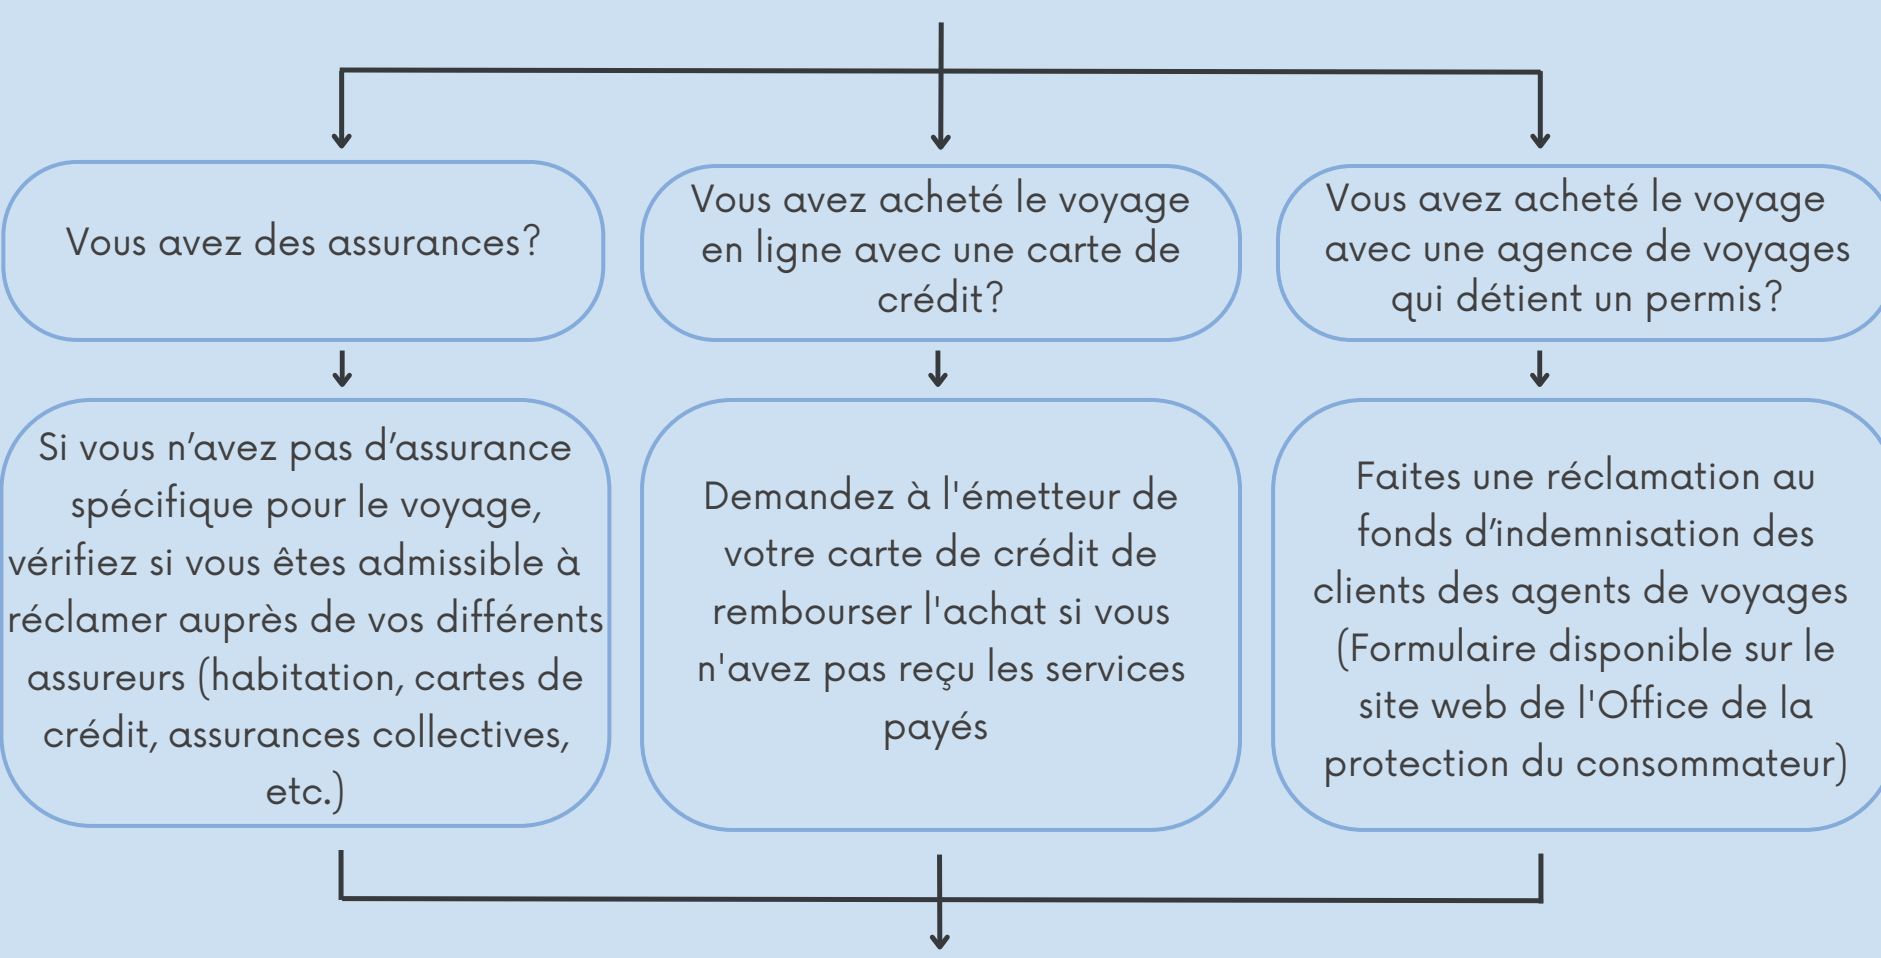 Vous avez des assurances?
Vous avez acheté le voyage
en ligne avec une carte de
crédit?
Vous avez acheté le voyage
avec une agence de voyages
qui détient un permis?
Si vous n’avez pas d’assurance
spécifique pour le voyage,
vérifiez si vous êtes admissible à
réclamer auprès de vos différents
assureurs (habitation, cartes de
crédit, assurances collectives,
etc.)
Demandez à l'émetteur de
votre carte de crédit de
rembourser l'achat si vous
n'avez pas reçu les services
payés
Faites une réclamation au
fonds d’indemnisation des
clients des agents de voyages
(Formulaire disponible sur le
site web de l'Office de la
protection du consommateur)